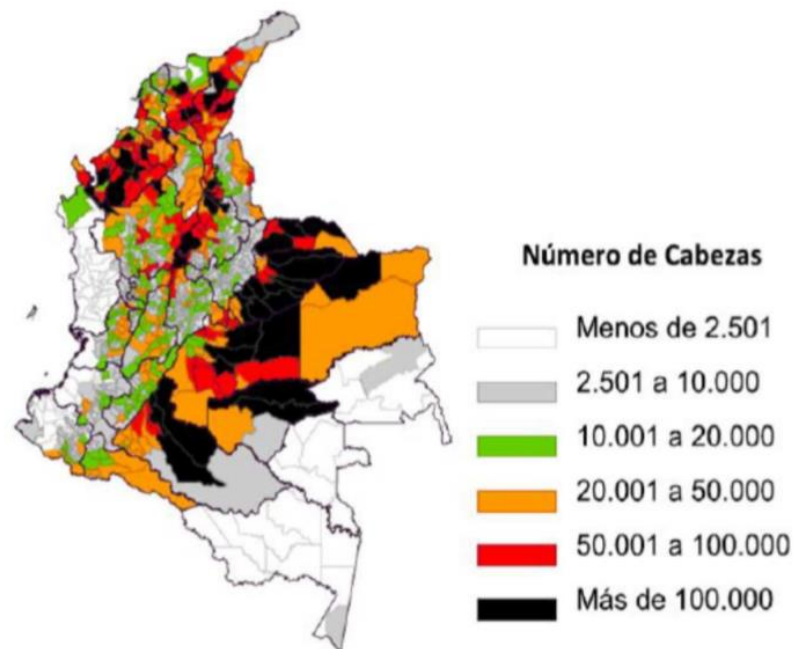 Número de Cabezas
Menos de 2.501
2.501 a 10.000
10.001 a 20.000
20.001 a 50.000
50.001 a 100.000
Más de 100.000